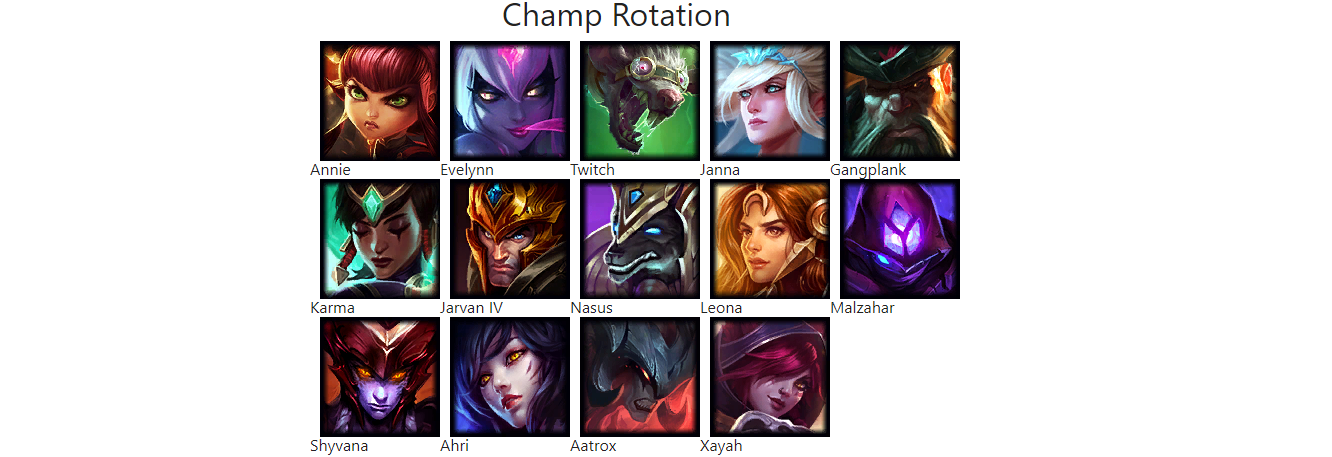 Champ Rotation
Annie Evelynn Twitch Janna Gangplank
Karma Jarvan IV Nasus Leona Malzahar
Shyvana Ahri Aatrox Xayah